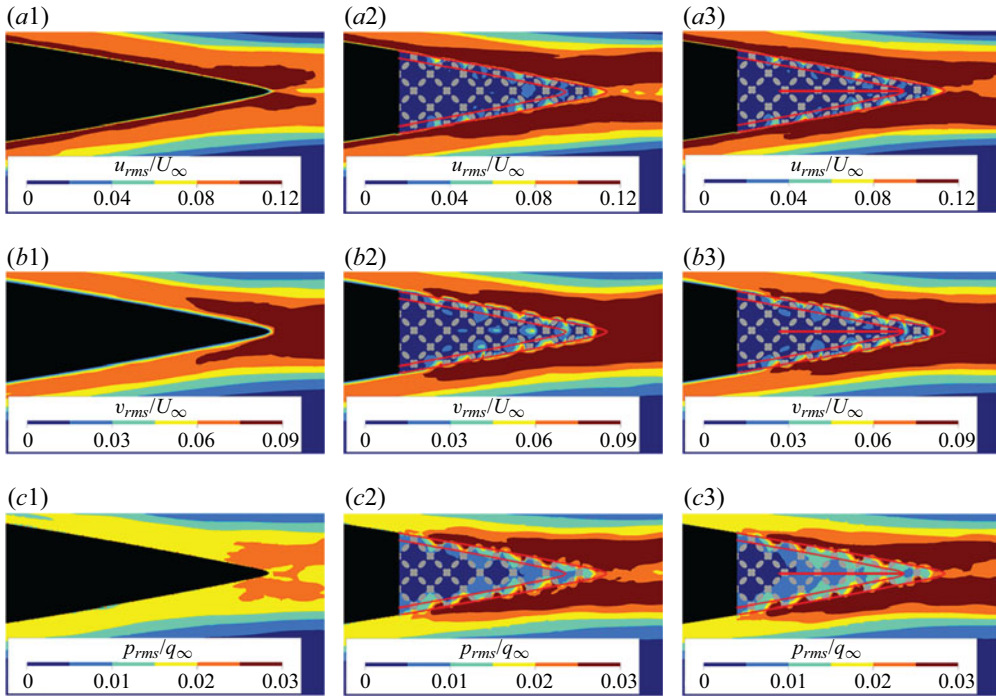 (a1) (a2) (a3)
u_rms/U_∞ u_rms/U_∞ u_rms/U_∞
0 0.04 0.08 0.12 0 0.04 0.08 0.12 0 0.04 0.08 0.12
(b1) (b2) (b3)
v_rms/U_∞ v_rms/U_∞ v_rms/U_∞
0 0.03 0.06 0.09 0 0.03 0.06 0.09 0 0.03 0.06 0.09
(c1) (c2) (c3)
p_rms/q_∞ p_rms/q_∞ p_rms/q_∞
0 0.01 0.02 0.03 0 0.01 0.02 0.03 0 0.01 0.02 0.03